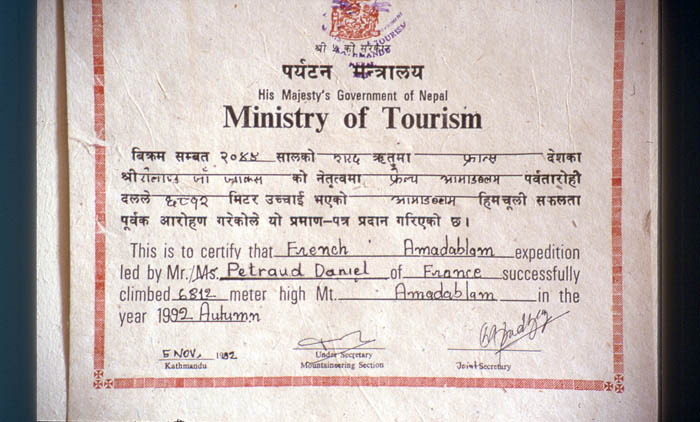 श्री ५ को सरकार
पर्यटन मन्त्रालय
His Majesty's Government of Nepal
Ministry of Tourism
विक्रम सम्बत २०४४ सालको शरद ऋतुमा फ्रान्स देशका
श्री को नेतृत्वमा फ्रेन्च आमाडब्लम पर्वतारोही
दलले ६८१२ मिटर उच्चाई भएको आमाडब्लम हिमचूली सफलता
पूर्वक आरोहण गरेकोले यो प्रमाण-पत्र प्रदान गरिएको छ।
This is to certify that French Amadablam expedition
led by Mr./Ms. Petraud Daniel of France successfully
climbed 6812 meter high Mt. Amadablam in the
year 1992 Autumn
5 NOV. 1992
Kathmandu
Under Secretary
Mountaineering Section
Joint Secretary